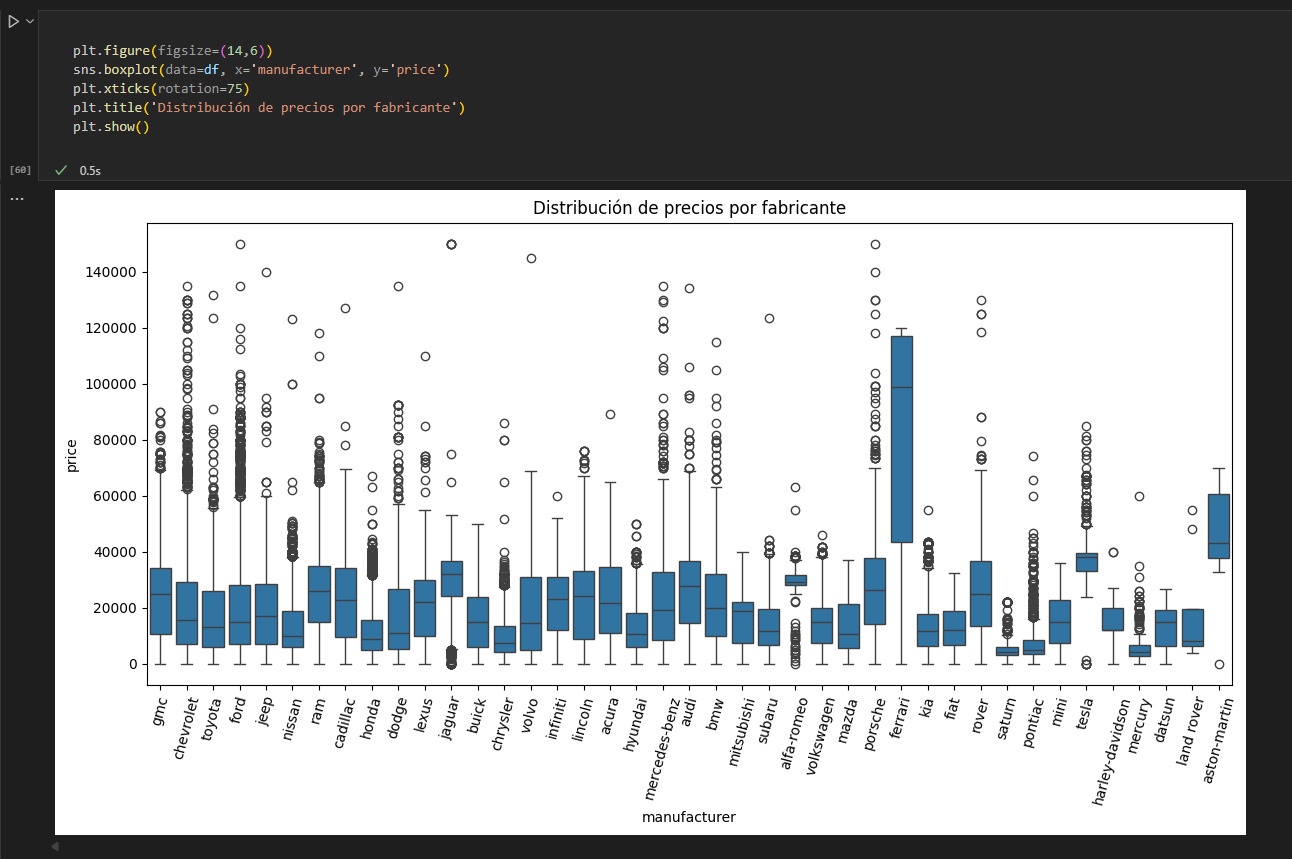 plt.figure(figsize=(14,6))
sns.boxplot(data=df, x='manufacturer', y='price')
plt.xticks(rotation=75)
plt.title('Distribución de precios por fabricante')
plt.show()
[60]
0.5s
...
Distribución de precios por fabricante
price
140000
120000
100000
80000
60000
40000
20000
0
gmc
chevrolet
toyota
ford
jeep
nissan
ram
cadillac
honda
dodge
lexus
jaguar
buick
chrysler
volvo
infiniti
lincoln
acura
hyundai
mercedes-benz
audi
bmw
mitsubishi
subaru
alfa-romeo
volkswagen
mazda
porsche
ferrari
kia
fiat
rover
saturn
pontiac
mini
tesla
harley-davidson
mercury
datsun
land rover
aston-martin
manufacturer